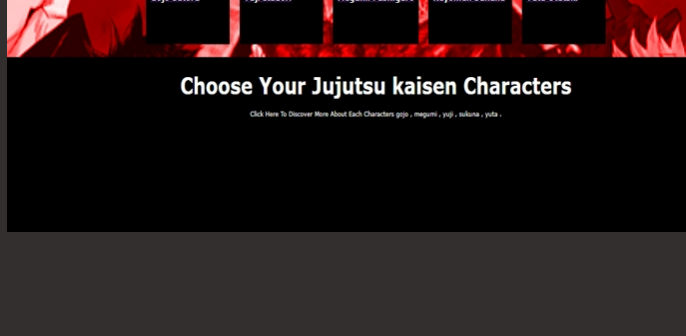 Choose Your Jujutsu kaisen Characters
Click Here To Discover More About Each Characters gojo , megumi , yuji , sukuna , yuta .